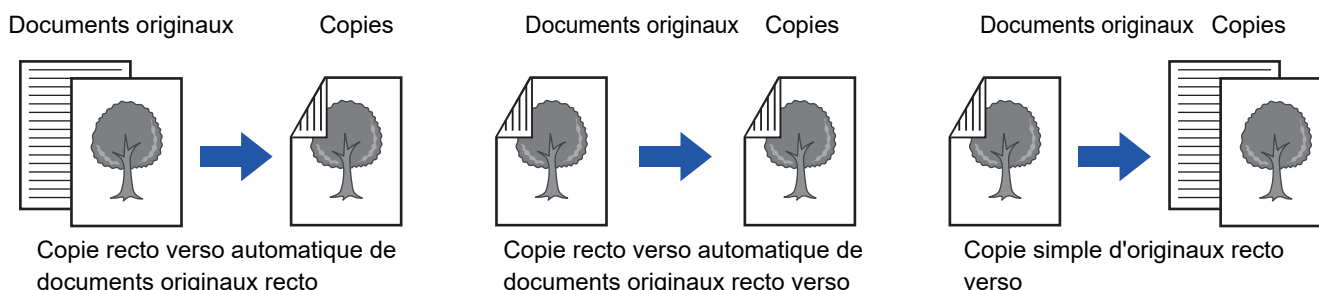 Documents originaux Copies
Documents originaux Copies
Documents originaux Copies
Copie recto verso automatique de
documents originaux recto
Copie recto verso automatique de
documents originaux recto verso
Copie simple d'originaux recto
verso